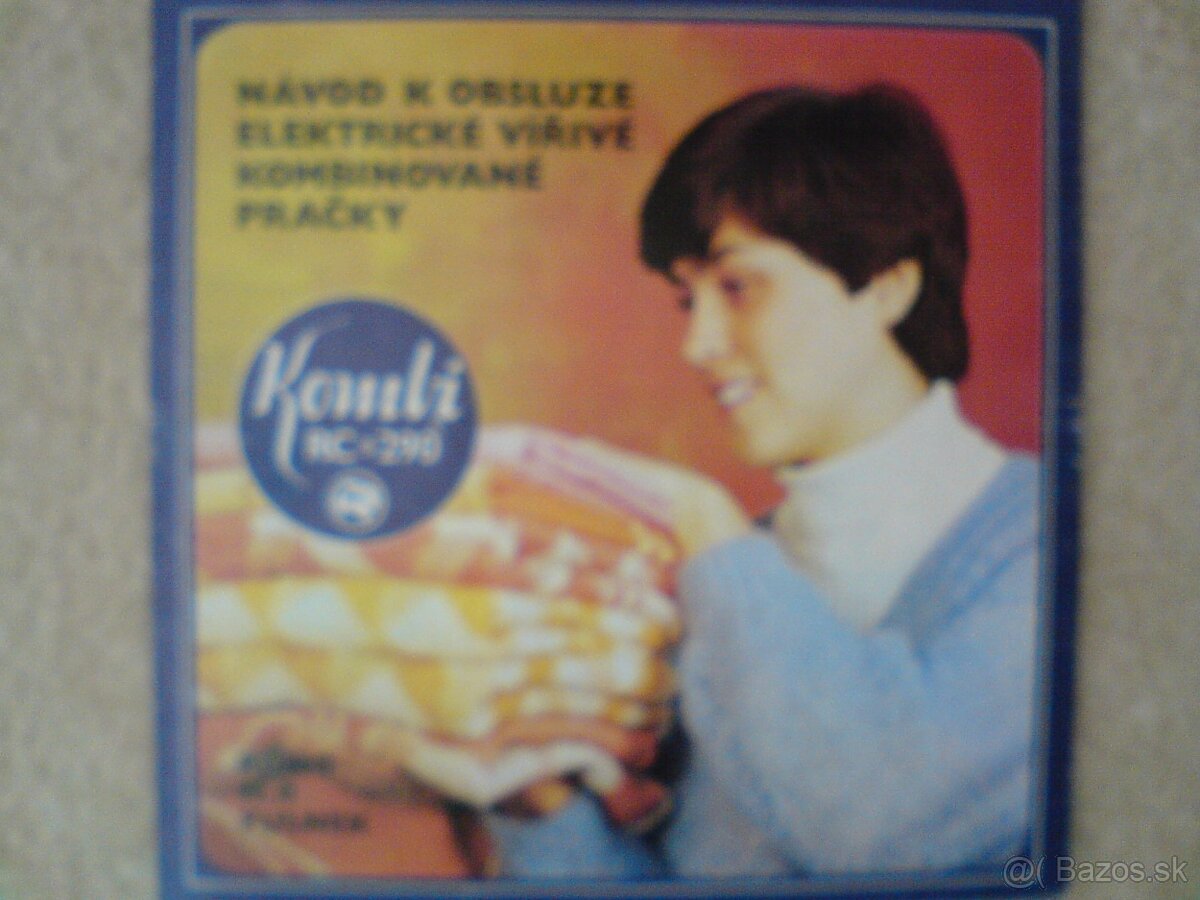 NÁVOD K OBSLUZE
ELEKTRICKÉ VÍŘIVÉ
KOMBINOVANÉ
PRAČKY
Kombi
RC-290
@( Bazos.sk